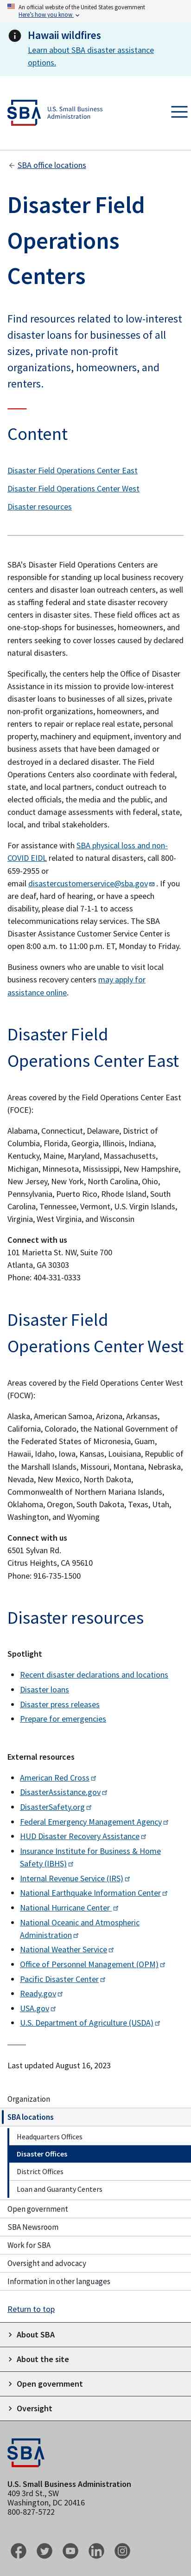 An official website of the United States government
Here's how you know
Hawaii wildfires
Learn about SBA disaster assistance
options.
SBA
U.S. Small Business
Administration
SBA office locations
Disaster Field
Operations
Centers
Find resources related to low-interest
disaster loans for businesses of all
sizes, private non-profit
organizations, homeowners, and
renters.
Content
Disaster Field Operations Center East
Disaster Field Operations Center West
Disaster resources
SBA's Disaster Field Operations Centers are
responsible for standing up local business recovery
centers and disaster loan outreach centers, as well
as staffing federal and state disaster recovery
centers in disaster sites. These field offices act as
one-stop-shops for businesses, homeowners, and
renters seeking to cover losses caused by declared
disasters.
Specifically, the centers help the Office of Disaster
Assistance in its mission to provide low-interest
disaster loans to businesses of all sizes, private
non-profit organizations, homeowners, and
renters to repair or replace real estate, personal
property, machinery and equipment, inventory and
business assets that have been damaged or
destroyed in a declared disaster. The Field
Operations Centers also coordinate with federal,
state, and local partners, conduct outreach to
elected officials, the media and the public, and
coordinate assistance from volunteers, state,
local, and tribal stakeholders.
For assistance with SBA physical loss and non-
COVID EIDL related to natural disasters, call 800-
659-2955 or
email disastercustomerservice@sba.gov. If you
are deaf, hard of hearing, or have a speech
disability, please dial 7-1-1 to access
telecommunications relay services. The SBA
Disaster Assistance Customer Service Center is
open 8:00 a.m. to 11:00 p.m. ET, Monday to Friday.
Business owners who are unable to visit local
business recovery centers may apply for
assistance online.
Disaster Field
Operations Center East
Areas covered by the Field Operations Center East
(FOCE):
Alabama, Connecticut, Delaware, District of
Columbia, Florida, Georgia, Illinois, Indiana,
Kentucky, Maine, Maryland, Massachusetts,
Michigan, Minnesota, Mississippi, New Hampshire,
New Jersey, New York, North Carolina, Ohio,
Pennsylvania, Puerto Rico, Rhode Island, South
Carolina, Tennessee, Vermont, U.S. Virgin Islands,
Virginia, West Virginia, and Wisconsin
Connect with us
101 Marietta St. NW, Suite 700
Atlanta, GA 30303
Phone: 404-331-0333
Disaster Field
Operations Center West
Areas covered by the Field Operations Center West
(FOCW):
Alaska, American Samoa, Arizona, Arkansas,
California, Colorado, the National Government of
the Federated States of Micronesia, Guam,
Hawaii, Idaho, Iowa, Kansas, Louisiana, Republic of
the Marshall Islands, Missouri, Montana, Nebraska,
Nevada, New Mexico, North Dakota,
Commonwealth of Northern Mariana Islands,
Oklahoma, Oregon, South Dakota, Texas, Utah,
Washington, and Wyoming
Connect with us
6501 Sylvan Rd.
Citrus Heights, CA 95610
Phone: 916-735-1500
Disaster resources
Spotlight
Recent disaster declarations and locations
Disaster loans
Disaster press releases
Prepare for emergencies
External resources
American Red Cross
DisasterAssistance.gov
DisasterSafety.org
Federal Emergency Management Agency
HUD Disaster Recovery Assistance
Insurance Institute for Business & Home
Safety (IBHS)
Internal Revenue Service (IRS)
National Earthquake Information Center
National Hurricane Center
National Oceanic and Atmospheric
Administration
National Weather Service
Office of Personnel Management (OPM)
Pacific Disaster Center
Ready.gov
USA.gov
U.S. Department of Agriculture (USDA)
Last updated August 16, 2023
Organization
SBA locations
Headquarters Offices
Disaster Offices
District Offices
Loan and Guaranty Centers
Open government
SBA Newsroom
Work for SBA
Oversight and advocacy
Information in other languages
Return to top
About SBA
About the site
Open government
Oversight
SBA
U.S. Small Business Administration
409 3rd St., SW
Washington, DC 20416
800-827-5722